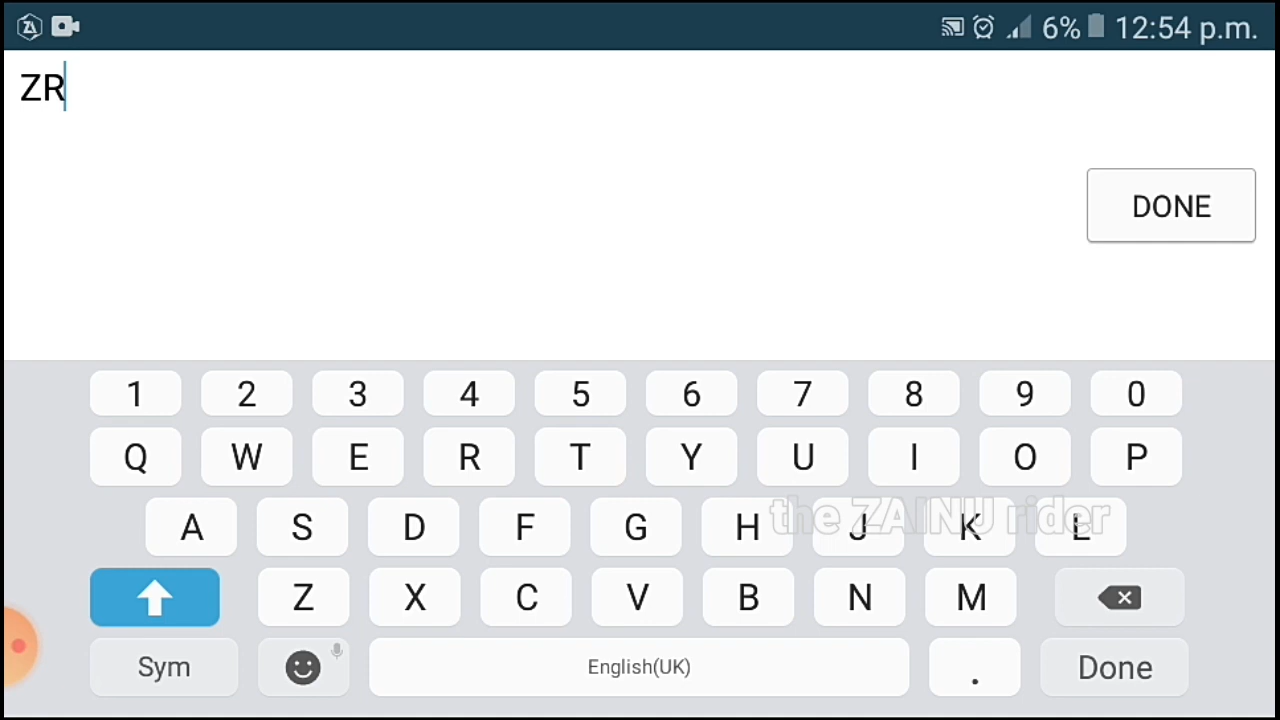 6% 12:54 p.m.
ZR
DONE
1 2 3 4 5 6 7 8 9 0
Q W E R T Y U I O P
A S D F G H J K L
the ZAINU rider
Z X C V B N M
Sym English(UK) . Done